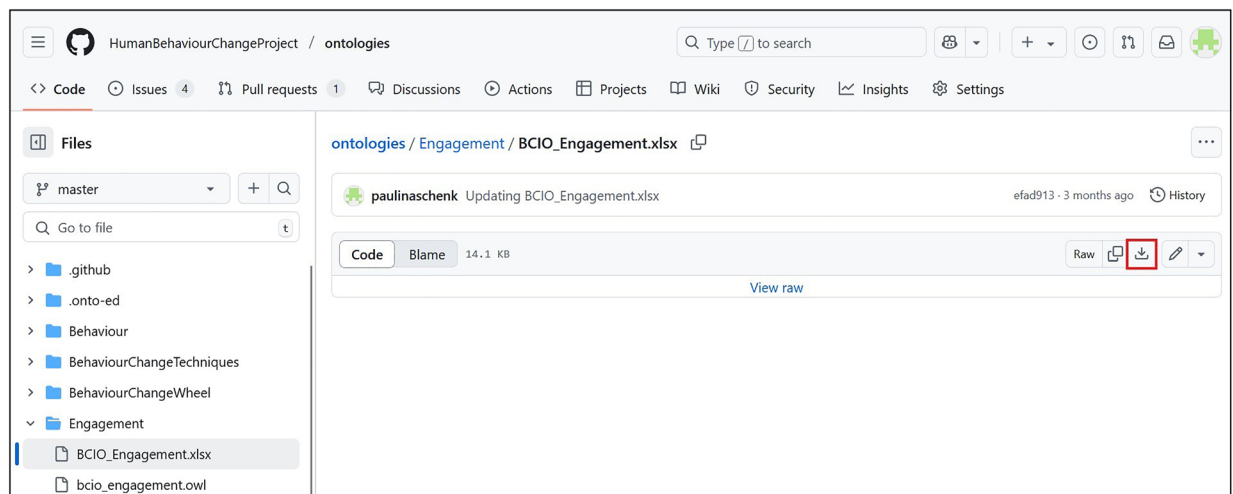 HumanBehaviourChangeProject / ontologies
Type / to search
Code
Issues 4
Pull requests 1
Discussions
Actions
Projects
Wiki
Security
Insights
Settings
Files
master
Go to file
t
.github
.onto-ed
Behaviour
BehaviourChangeTechniques
BehaviourChangeWheel
Engagement
BCIO_Engagement.xlsx
bcio_engagement.owl
ontologies / Engagement / BCIO_Engagement.xlsx
paulinaschenk Updating BCIO_Engagement.xlsx
efad913 · 3 months ago
History
Code
Blame
14.1 KB
Raw
View raw